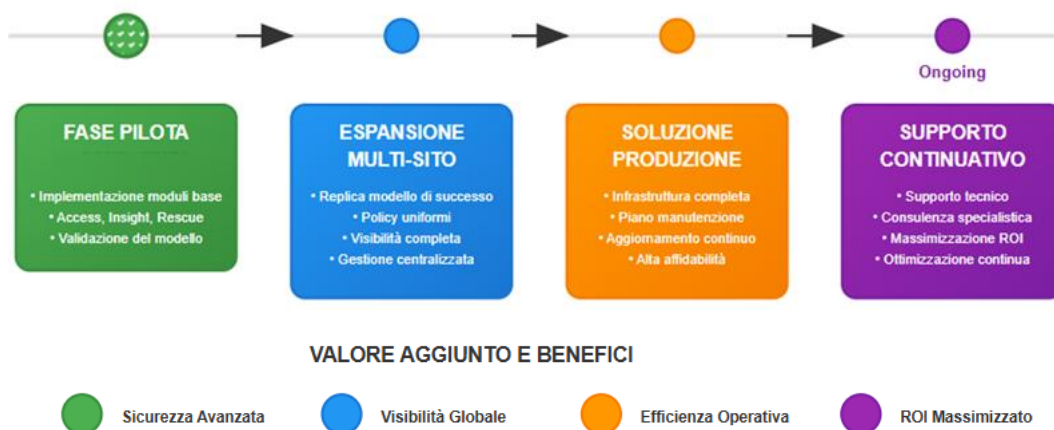 Ongoing
FASE PILOTA
• Implementazione moduli base
• Access, Insight, Rescue
• Validazione del modello
ESPANSIONE
MULTI-SITO
• Replica modello di successo
• Policy uniformi
• Visibilità completa
• Gestione centralizzata
SOLUZIONE
PRODUZIONE
• Infrastruttura completa
• Piano manutenzione
• Aggiornamento continuo
• Alta affidabilità
SUPPORTO
CONTINUATIVO
• Supporto tecnico
• Consulenza specialistica
• Massimizzazione ROI
• Ottimizzazione continua
VALORE AGGIUNTO E BENEFICI
Sicurezza Avanzata
Visibilità Globale
Efficienza Operativa
ROI Massimizzato